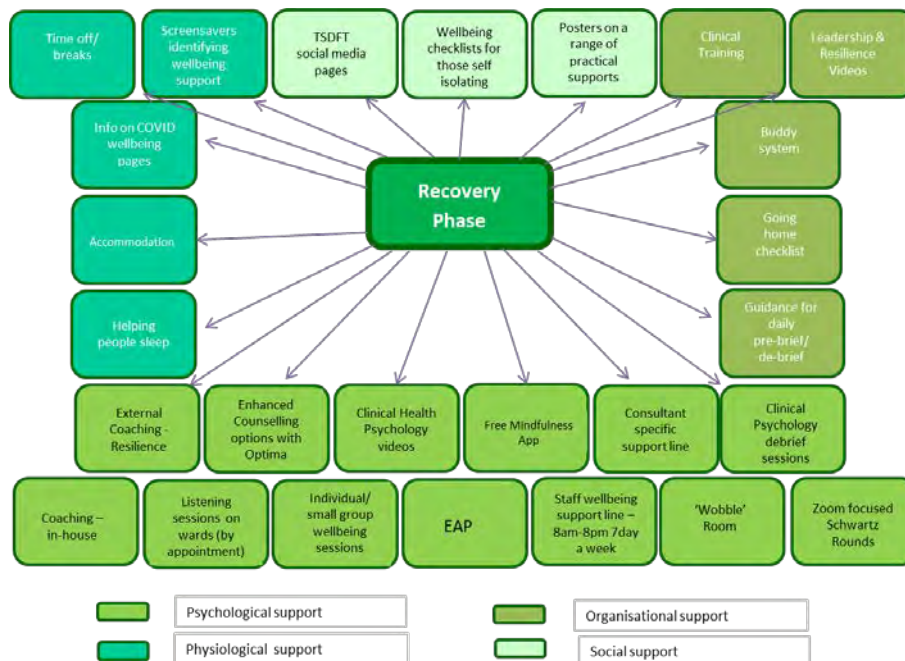 Time off/
breaks
Screensavers
identifying
wellbeing
support
TSDFT
social media
pages
Wellbeing
checklists for
those self
isolating
Posters on a
range of
practical
supports
Clinical
Training
Leadership &
Resilience
Videos
Info on COVID
wellbeing
pages
Recovery
Phase
Buddy
system
Accommodation
Going
home
checklist
Helping
people sleep
Guidance for
daily
pre-brief/
de-brief
External
Coaching -
Resilience
Enhanced
Counselling
options with
Optima
Clinical Health
Psychology
videos
Free Mindfulness
App
Consultant
specific
support line
Clinical
Psychology
debrief
sessions
Coaching –
in-house
Listening
sessions on
wards (by
appointment)
Individual/
small group
wellbeing
sessions
EAP
Staff wellbeing
support line –
8am-8pm 7day
a week
'Wobble'
Room
Zoom focused
Schwartz
Rounds
Psychological support
Organisational support
Physiological support
Social support